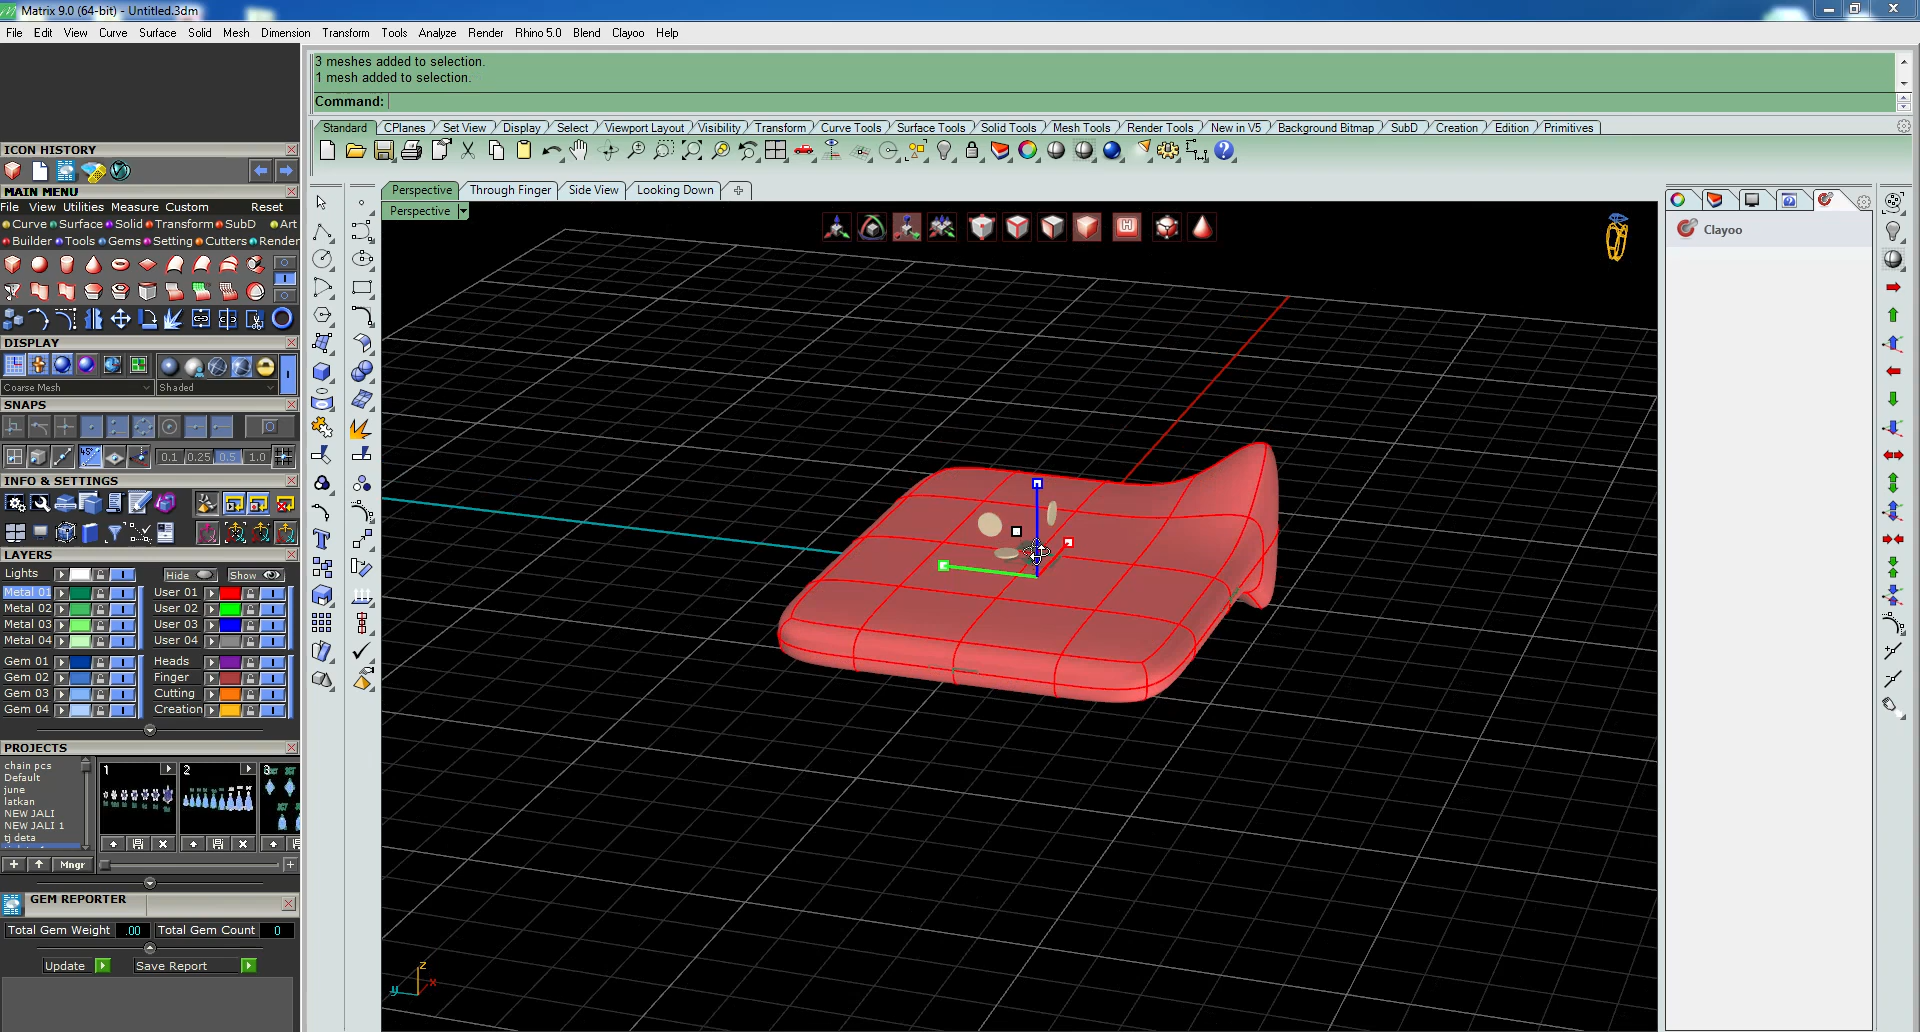 Matrix 9.0 (64-bit) - Untitled.3dm
File Edit View Curve Surface Solid Mesh Dimension Transform Tools Analyze Render Rhino 5.0 Blend Clayoo Help
3 meshes added to selection.
1 mesh added to selection.
Command:
Standard CPlanes Set View Display Select Viewport Layout Visibility Transform Curve Tools Surface Tools Solid Tools Mesh Tools Render Tools New in V5 Background Bitmap SubD Creation Edition Primitives
ICON HISTORY
MAIN MENU
File View Utilities Measure Custom Reset
Curve Surface Solid Transform SubD Art
Builder Tools Gems Setting Cutters Render
DISPLAY
Coarse Mesh Shaded
SNAPS
45°
0.1 0.25 0.5 1.0
INFO & SETTINGS
LAYERS
Lights Hide Show
Metal 01 User 01
Metal 02 User 02
Metal 03 User 03
Metal 04 User 04
Gem 01 Heads
Gem 02 Finger
Gem 03 Cutting
Gem 04 Creation
PROJECTS
chain pcs
Default
june
latkan
NEW JALI
NEW JALI 1
tj deta
1 2 3
Mngr
GEM REPORTER
Total Gem Weight .00 Total Gem Count 0
Update Save Report
Perspective Through Finger Side View Looking Down
Perspective
H
z
y x
Clayoo